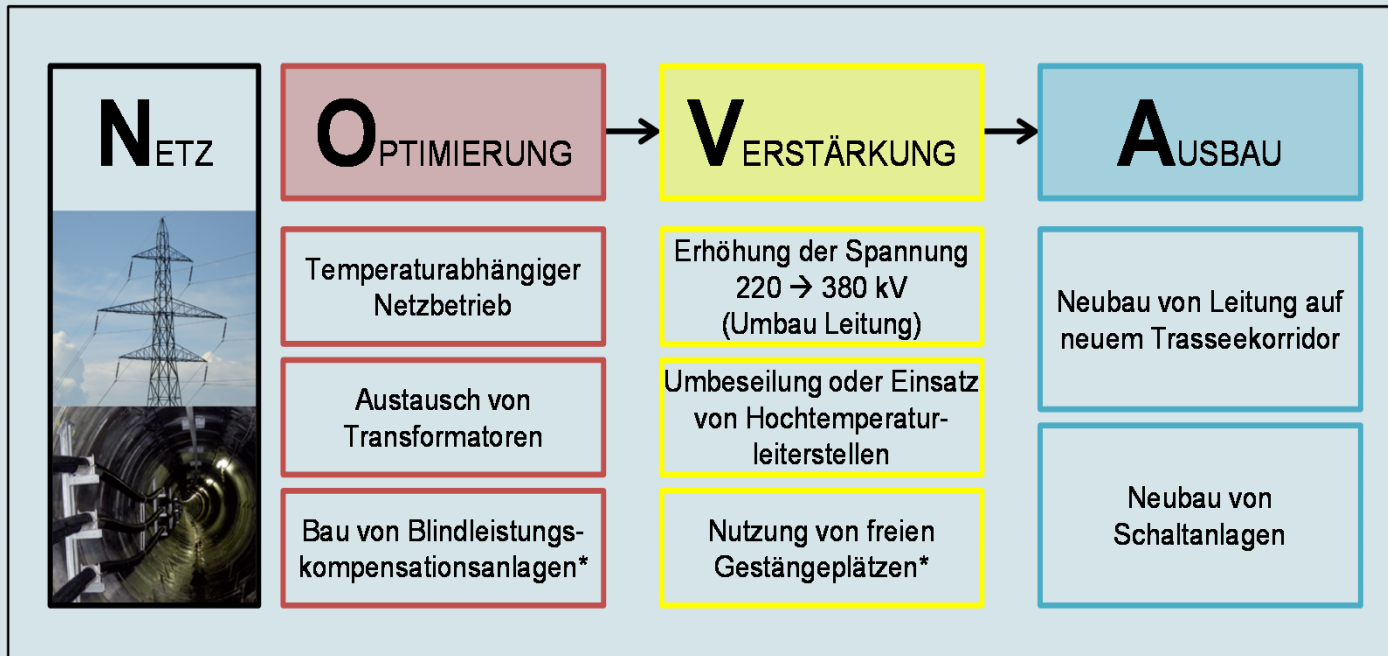 NETZ
OPTIMIERUNG
VERSTÄRKUNG
AUSBAU
Temperaturabhängiger
Netzbetrieb
Austausch von
Transformatoren
Bau von Blindleistungs-
kompensationsanlagen*
Erhöhung der Spannung
220 → 380 kV
(Umbau Leitung)
Umbeseilung oder Einsatz
von Hochtemperatur-
leiterstellen
Nutzung von freien
Gestängeplätzen*
Neubau von Leitung auf
neuem Trasseekorridor
Neubau von
Schaltanlagen